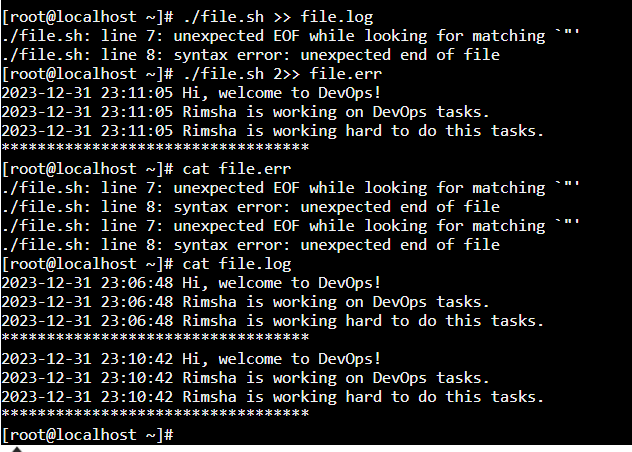 [root@localhost ~]# ./file.sh >> file.log
./file.sh: line 7: unexpected EOF while looking for matching `"'
./file.sh: line 8: syntax error: unexpected end of file
[root@localhost ~]# ./file.sh 2>> file.err
2023-12-31 23:11:05 Hi, welcome to DevOps!
2023-12-31 23:11:05 Rimsha is working on DevOps tasks.
2023-12-31 23:11:05 Rimsha is working hard to do this tasks.
**********************************
[root@localhost ~]# cat file.err
./file.sh: line 7: unexpected EOF while looking for matching `"'
./file.sh: line 8: syntax error: unexpected end of file
./file.sh: line 7: unexpected EOF while looking for matching `"'
./file.sh: line 8: syntax error: unexpected end of file
[root@localhost ~]# cat file.log
2023-12-31 23:06:48 Hi, welcome to DevOps!
2023-12-31 23:06:48 Rimsha is working on DevOps tasks.
2023-12-31 23:06:48 Rimsha is working hard to do this tasks.
**********************************
2023-12-31 23:10:42 Hi, welcome to DevOps!
2023-12-31 23:10:42 Rimsha is working on DevOps tasks.
2023-12-31 23:10:42 Rimsha is working hard to do this tasks.
**********************************
[root@localhost ~]#